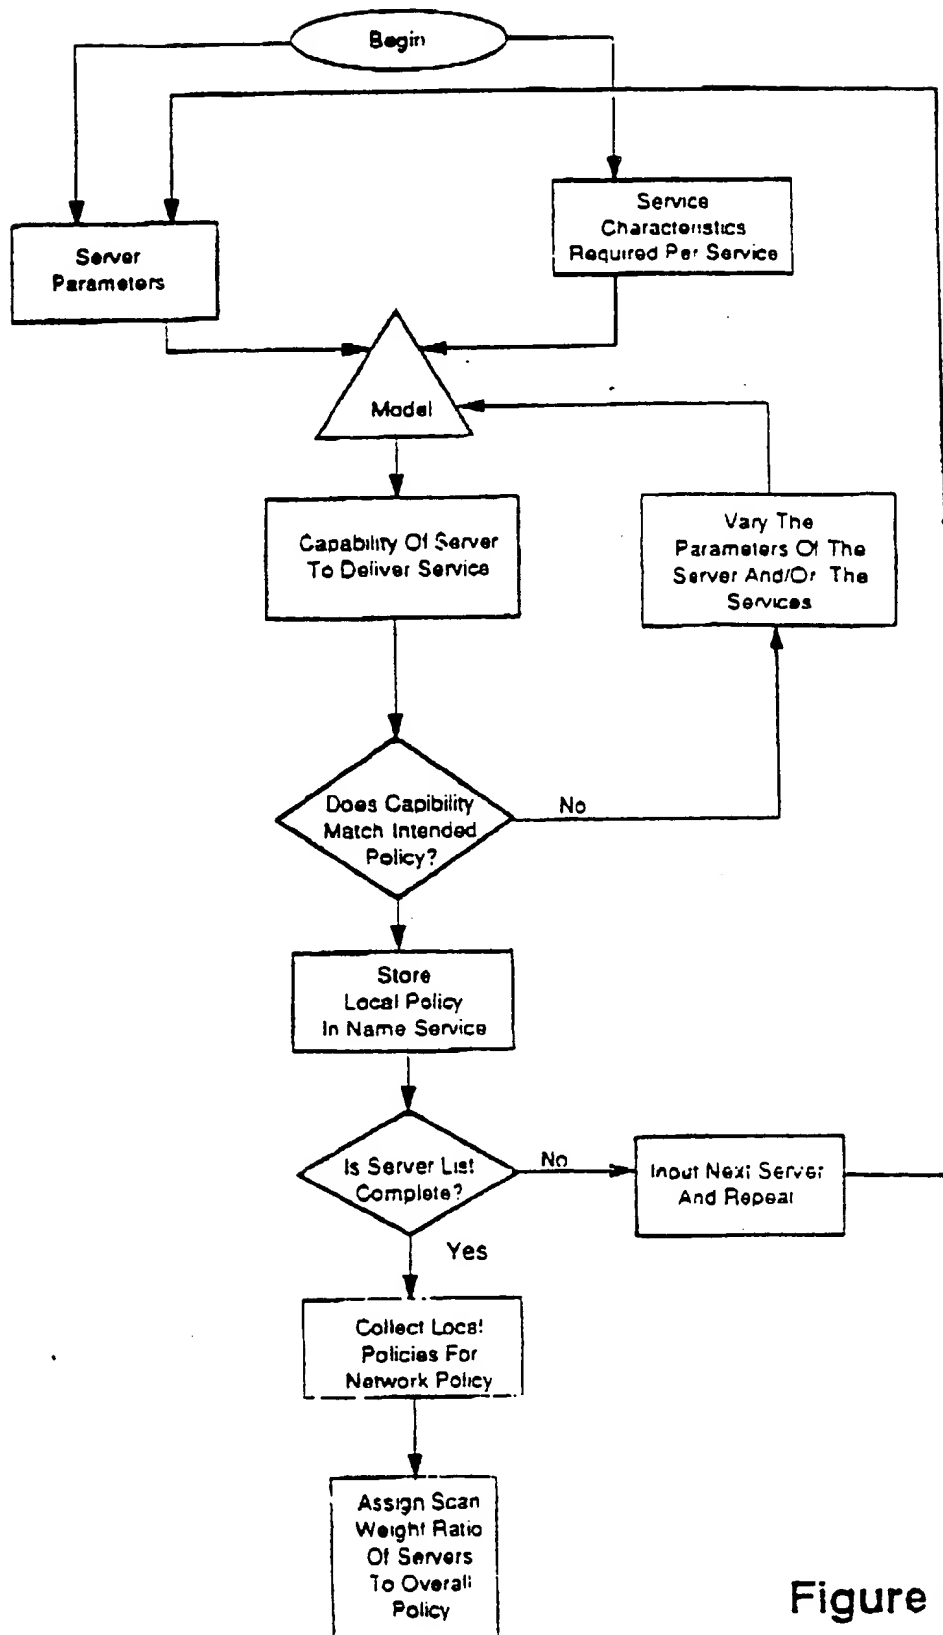 Begin
Server
Parameters
Service
Characteristics
Required Per Service
Model
Capability Of Server
To Deliver Service
Vary The
Parameters Of The
Server And/Or The
Services
Does Capibility
Match Intended
Policy?
No
Store
Local Policy
In Name Service
Is Server List
Complete?
No
Input Next Server
And Repeat
Yes
Collect Local
Policies For
Network Policy
Assign Scan
Weight Ratio
Of Servers
To Overall
Policy
Figure